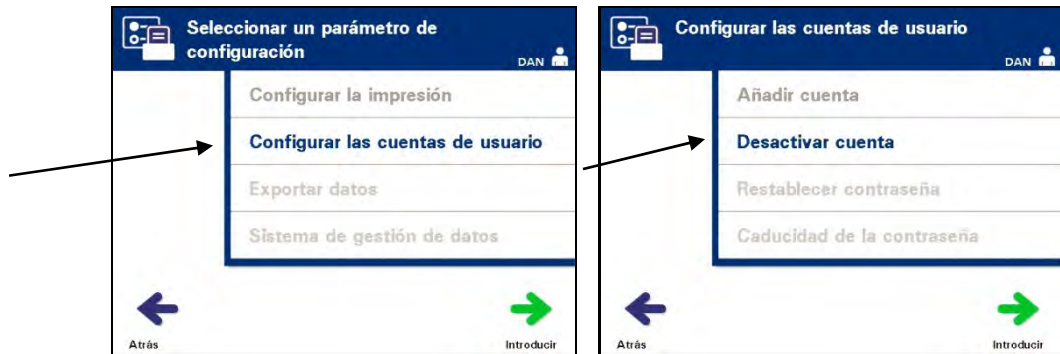 Seleccionar un parámetro de
configuración
DAN
Configurar la impresión
Configurar las cuentas de usuario
Exportar datos
Sistema de gestión de datos
Atrás
Introducir
Configurar las cuentas de usuario
DAN
Añadir cuenta
Desactivar cuenta
Restablecer contraseña
Caducidad de la contraseña
Atrás
Introducir